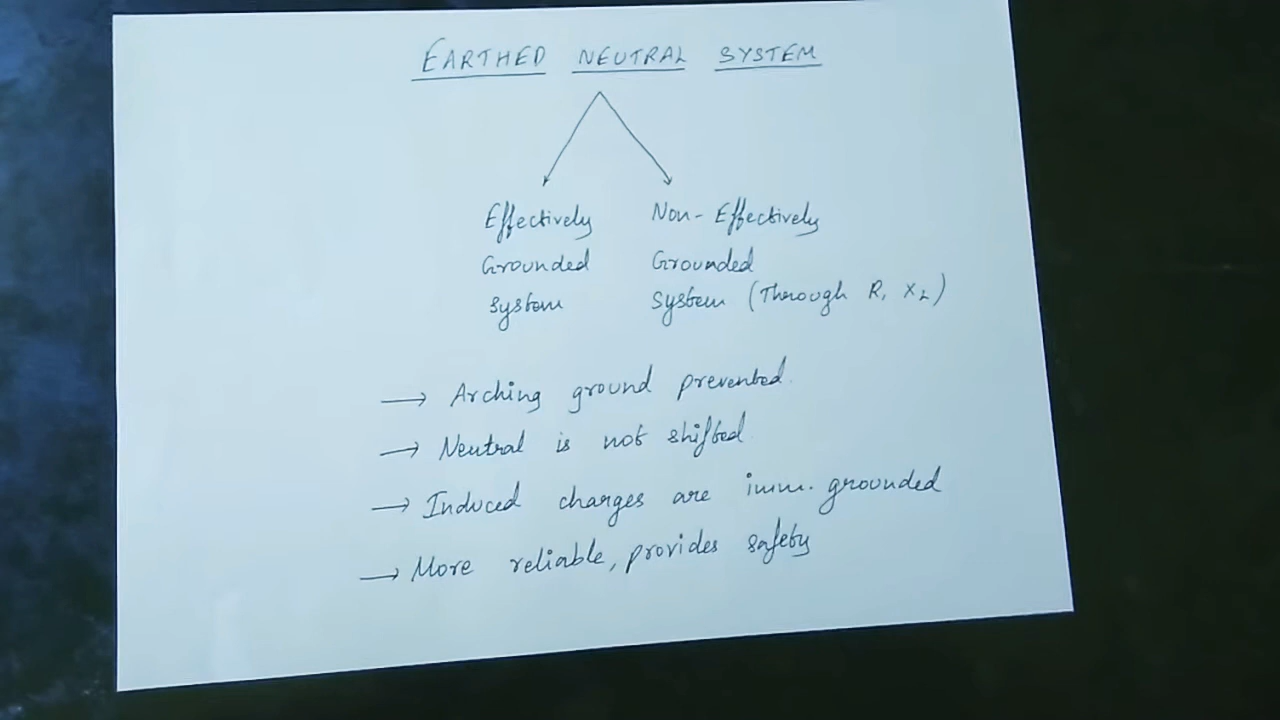 EARTHED NEUTRAL SYSTEM
Effectively Non-Effectively
Grounded Grounded
System System (Through R, XL)
→ Arching ground prevented.
→ Neutral is not shifted
→ Induced charges are imm. grounded
→ More reliable, provides safety